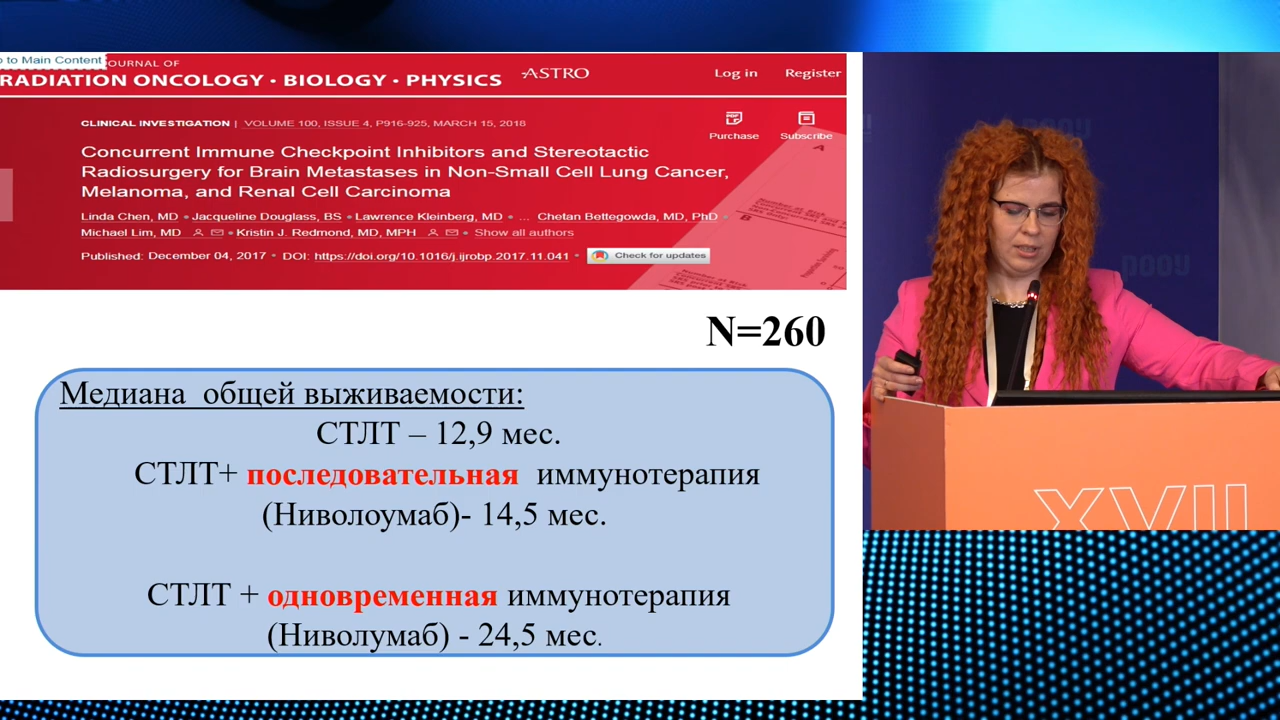 o to Main Content
OURNAL OF
RADIATION ONCOLOGY • BIOLOGY • PHYSICS
ASTRO
Log in
Register
CLINICAL INVESTIGATION | VOLUME 100, ISSUE 4, P916-925, MARCH 15, 2018
Purchase
Subscribe
Concurrent Immune Checkpoint Inhibitors and Stereotactic
Radiosurgery for Brain Metastases in Non-Small Cell Lung Cancer,
Melanoma, and Renal Cell Carcinoma
Linda Chen, MD • Jacqueline Douglass, BS • Lawrence Kleinberg, MD • ... Chetan Bettegowda, MD, PhD •
Michael Lim, MD • Kristin J. Redmond, MD, MPH • Show all authors
Published: December 04, 2017 • DOI: https://doi.org/10.1016/j.ijrobp.2017.11.041 • Check for updates
N=260
Медиана общей выживаемости:
СТЛТ – 12,9 мес.
СТЛТ+ последовательная иммунотерапия
(Ниволоумаб)- 14,5 мес.
СТЛТ + одновременная иммунотерапия
(Ниволумаб) - 24,5 мес.
XVII